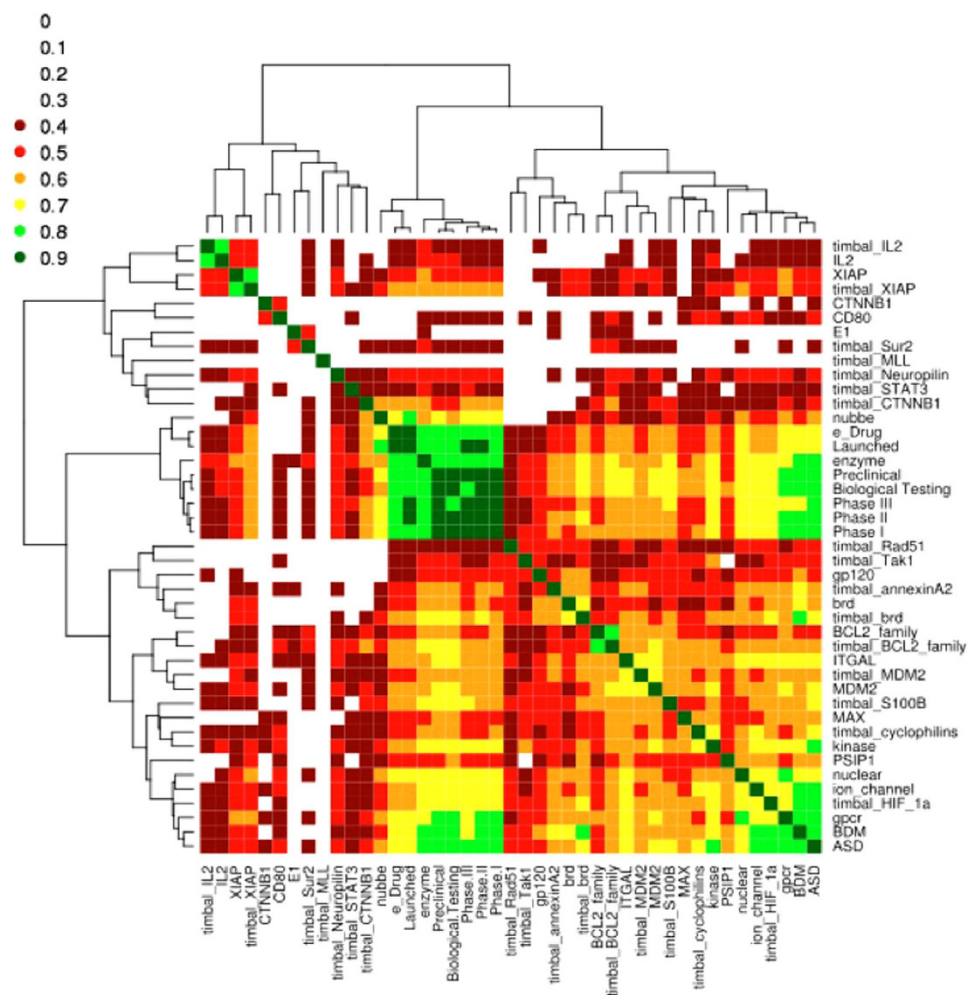 0
0.1
0.2
0.3
0.4
0.5
0.6
0.7
0.8
0.9
timbal_IL2
IL2
XIAP
timbal_XIAP
CTNNB1
CD80
E1
timbal_Sur2
timbal_MLL
timbal_Neuropilin
timbal_STAT3
timbal_CTNNB1
nubbe
e_Drug
Launched
enzyme
Preclinical
Biological Testing
Phase III
Phase II
Phase I
timbal_Rad51
timbal_Tak1
gp120
timbal_annexinA2
brd
timbal_brd
BCL2_family
timbal_BCL2_family
ITGAL
timbal_MDM2
MDM2
timbal_S100B
MAX
timbal_cyclophilins
kinase
PSIP1
nuclear
ion_channel
timbal_HIF_1a
gpcr
BDM
ASD
timbal_IL2
IL2
XIAP
timbal_XIAP
CTNNB1
CD80
E1
timbal_Sur2
timbal_MLL
timbal_Neuropilin
timbal_STAT3
timbal_CTNNB1
nubbe
e_Drug
Launched
enzyme
Preclinical
Biological.Testing
Phase.III
Phase.II
Phase.I
timbal_Rad51
timbal_Tak1
gp120
timbal_annexinA2
brd
timbal_brd
BCL2_family
timbal_BCL2_family
ITGAL
timbal_MDM2
MDM2
timbal_S100B
MAX
timbal_cyclophilins
kinase
PSIP1
nuclear
ion_channel
timbal_HIF_1a
gpcr
BDM
ASD